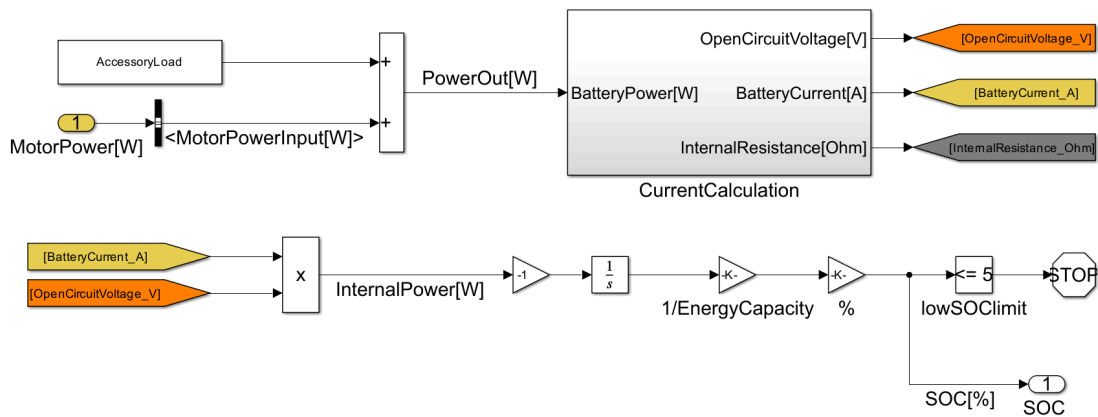 AccessoryLoad
+
PowerOut[W]
1
MotorPower[W]
<MotorPowerInput[W]>
+
BatteryPower[W]
OpenCircuitVoltage[V]
BatteryCurrent[A]
InternalResistance[Ohm]
CurrentCalculation
[OpenCircuitVoltage_V]
[BatteryCurrent_A]
[InternalResistance_Ohm]
[BatteryCurrent_A]
[OpenCircuitVoltage_V]
x
InternalPower[W]
-1
1
s
-K-
1/EnergyCapacity
-K-
%
<= 5
lowSOClimit
STOP
SOC[%]
1
SOC